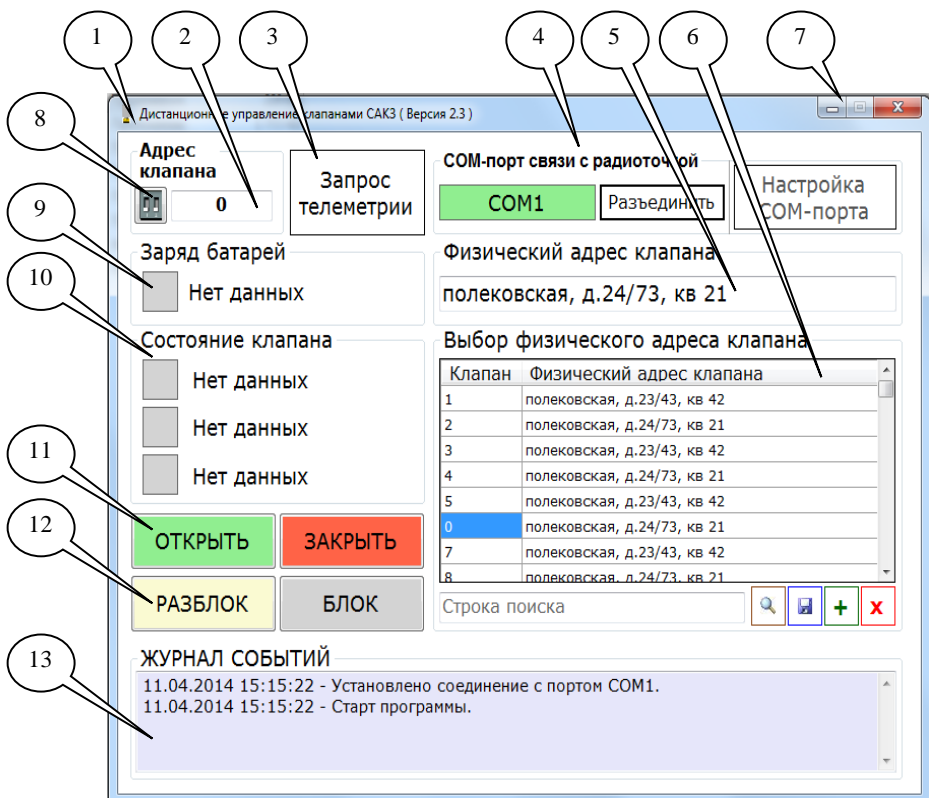 1 2 3 4 5 6 7
8
9
10
11
12
13
Дистанционное управление клапанами САКЗ ( Версия 2.3 )
Адрес
клапана
0
Запрос
телеметрии
COM-порт связи с радиоточкой
COM1
Разъединить
Настройка
COM-порта
Заряд батарей
Нет данных
Физический адрес клапана
полековская, д.24/73, кв 21
Состояние клапана
Нет данных
Нет данных
Нет данных
Выбор физического адреса клапана
Клапан Физический адрес клапана
1 полековская, д.23/43, кв 42
2 полековская, д.24/73, кв 21
3 полековская, д.23/43, кв 42
4 полековская, д.24/73, кв 21
5 полековская, д.23/43, кв 42
0 полековская, д.24/73, кв 21
7 полековская, д.23/43, кв 42
8 полековская, д.24/73, кв 21
ОТКРЫТЬ ЗАКРЫТЬ
РАЗБЛОК БЛОК
Строка поиска
+ x
ЖУРНАЛ СОБЫТИЙ
11.04.2014 15:15:22 - Установлено соединение с портом COM1.
11.04.2014 15:15:22 - Старт программы.